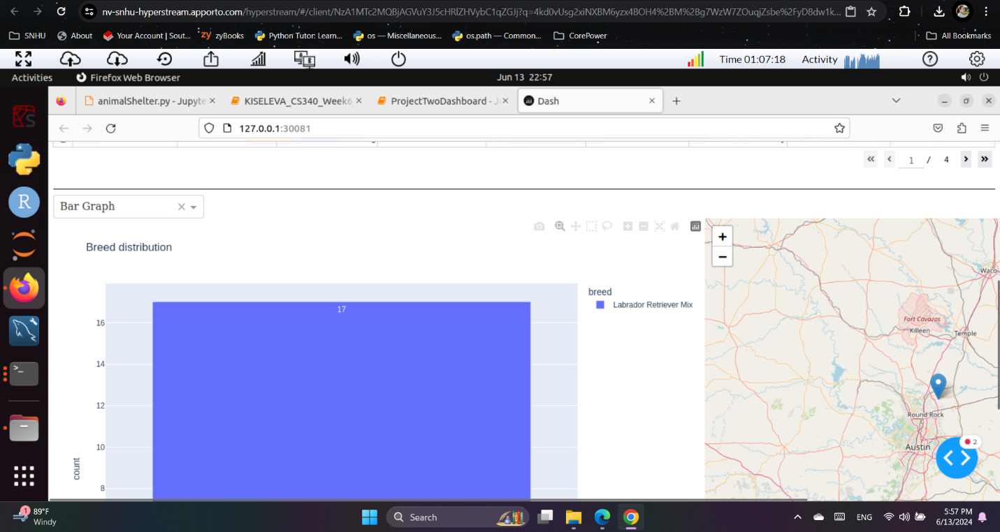 nv-snhu-hyperstream.apporto.com/hyperstream/#/client/NzA1MTc2MQBjAGVuY3J5cHRlZHVybC1qZGJj?q=4kd0vUsg2xiNXBM6yzx4BOH4%2BM%2Bg7WzW7ZOuqjZsbe%2FyD8dw1k...
SNHU
About
Your Account | Sout...
zy
zyBooks
Python Tutor: Learn...
os — Miscellaneous...
os.path — Common...
CorePower
All Bookmarks
Time 01:07:18
Activity
Activities
Firefox Web Browser
Jun 13 22:57
animalShelter.py - Jupyte
KISELEVA_CS340_Week6
ProjectTwoDashboard - J
Dash
127.0.0.1:30081
1 / 4
Bar Graph
Breed distribution
breed
Labrador Retriever Mix
17
16
14
12
10
8
count
+
−
Waco
Fort Cavazos
Killeen
Temple
Round Rock
Austin
2
R
1
89°F
Windy
Search
ENG
5:57 PM
6/13/2024